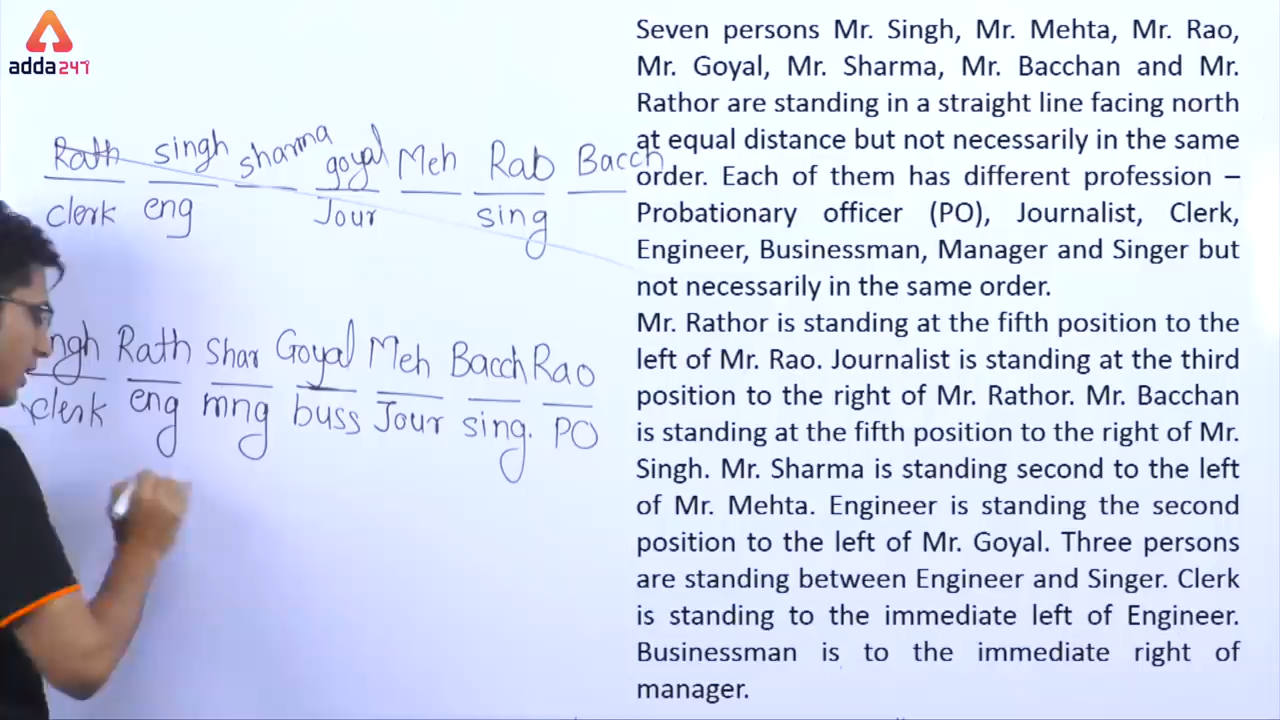 adda247
Rath singh sharma goyal Meh Rao Bacch
clerk eng Jour sing
ngh Rath Shar Goyal Meh Bacch Rao
clerk eng mng buss Jour sing. PO
Seven persons Mr. Singh, Mr. Mehta, Mr. Rao,
Mr. Goyal, Mr. Sharma, Mr. Bacchan and Mr.
Rathor are standing in a straight line facing north
at equal distance but not necessarily in the same
order. Each of them has different profession –
Probationary officer (PO), Journalist, Clerk,
Engineer, Businessman, Manager and Singer but
not necessarily in the same order.
Mr. Rathor is standing at the fifth position to the
left of Mr. Rao. Journalist is standing at the third
position to the right of Mr. Rathor. Mr. Bacchan
is standing at the fifth position to the right of Mr.
Singh. Mr. Sharma is standing second to the left
of Mr. Mehta. Engineer is standing the second
position to the left of Mr. Goyal. Three persons
are standing between Engineer and Singer. Clerk
is standing to the immediate left of Engineer.
Businessman is to the immediate right of
manager.